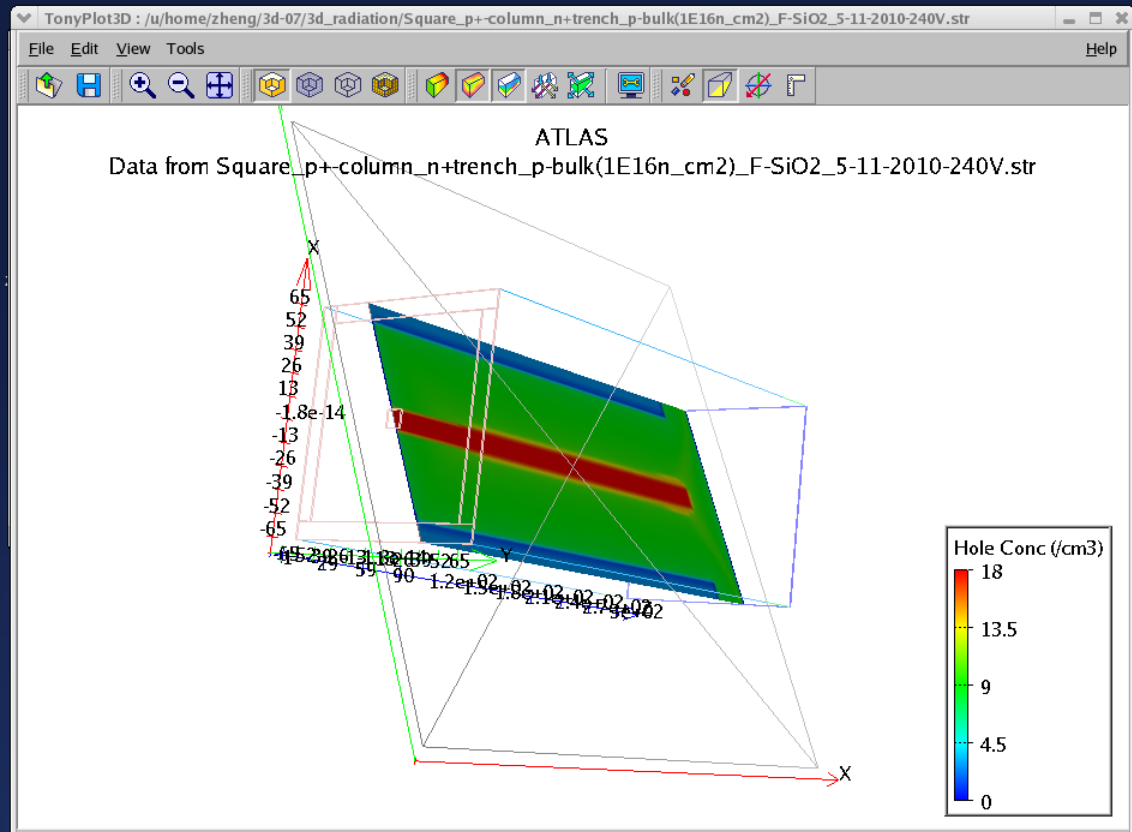 TonyPlot3D : /u/home/zheng/3d-07/3d_radiation/Square_p+-column_n+trench_p-bulk(1E16n_cm2)_F-SiO2_5-11-2010-240V.str
File Edit View Tools Help
ATLAS
Data from Square_p+-column_n+trench_p-bulk(1E16n_cm2)_F-SiO2_5-11-2010-240V.str
X
65
52
39
26
13
-1.8e-14
-13
-26
-39
-52
-65
Y
65
29
59
90
1.2e+02
X
Hole Conc (/cm3)
18
13.5
9
4.5
0